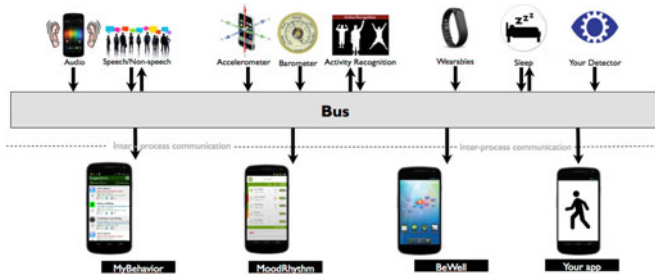 Audio
Speech/Non-speech
Accelerometer
Barometer
Activity Recognition
Wearables
Sleep
Your Detector
Bus
Inter-process communication
Inter-process communication
MyBehavior
MoodRhythm
BeWell
Your app